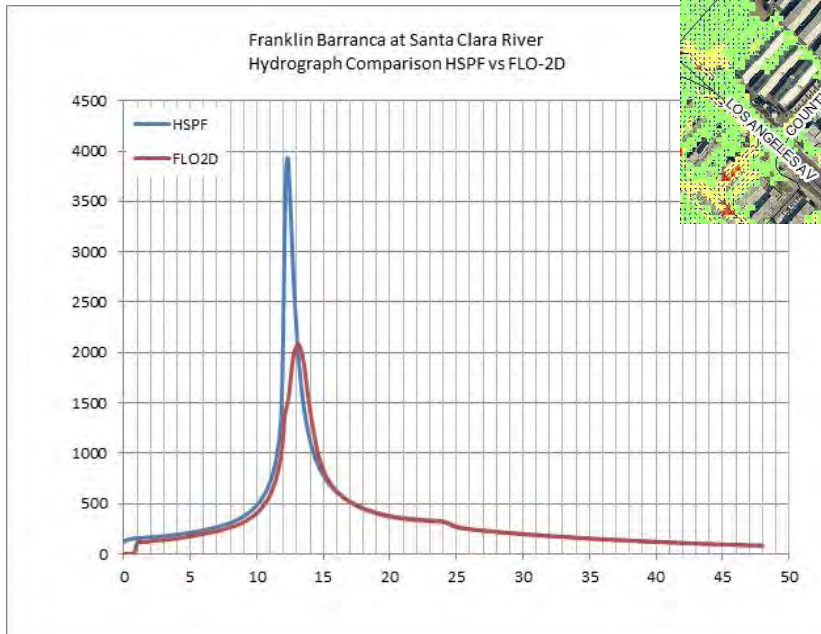 Franklin Barranca at Santa Clara River
Hydrograph Comparison HSPF vs FLO-2D
4500
HSPF
4000
FLO2D
3500
3000
2500
2000
1500
1000
500
0
0 5 10 15 20 25 30 35 40 45 50
LOS ANGELES AV
COUNT